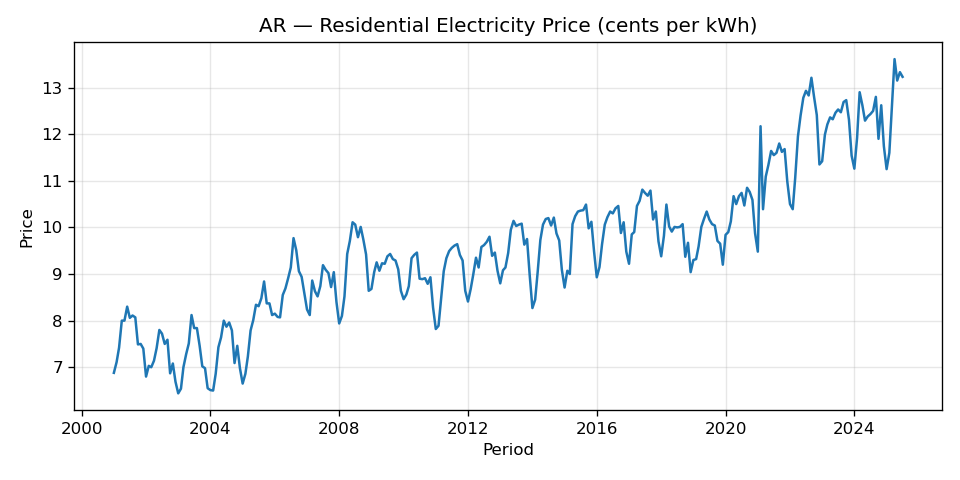 AR — Residential Electricity Price (cents per kWh)
Price
13
12
11
10
9
8
7
2000 2004 2008 2012 2016 2020 2024
Period